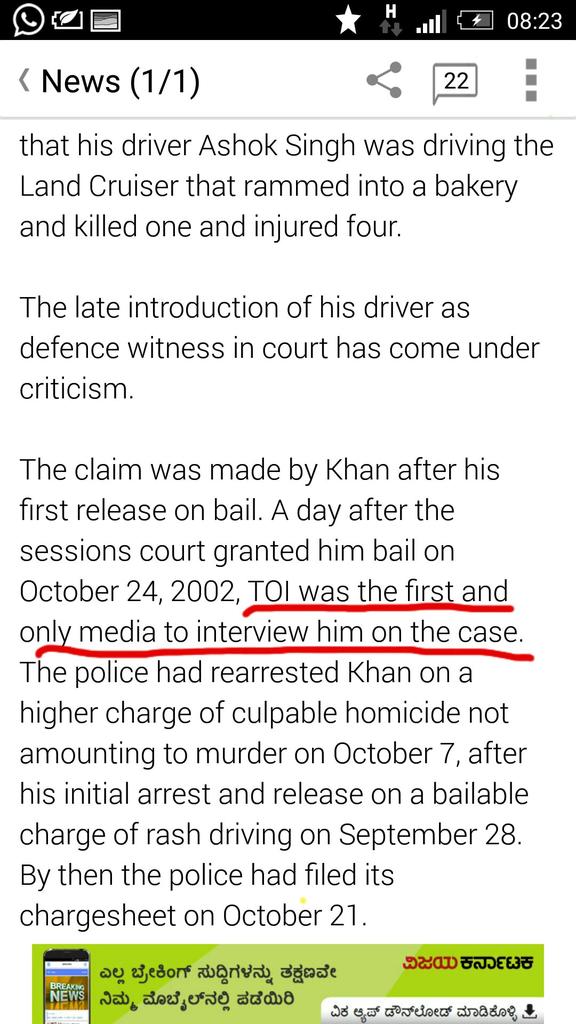 08:23
News (1/1)
22
that his driver Ashok Singh was driving the
Land Cruiser that rammed into a bakery
and killed one and injured four.
The late introduction of his driver as
defence witness in court has come under
criticism.
The claim was made by Khan after his
first release on bail. A day after the
sessions court granted him bail on
October 24, 2002, TOI was the first and
only media to interview him on the case.
The police had rearrested Khan on a
higher charge of culpable homicide not
amounting to murder on October 7, after
his initial arrest and release on a bailable
charge of rash driving on September 28.
By then the police had filed its
chargesheet on October 21.
BREAKING
NEWS
ಎಲ್ಲ ಬ್ರೇಕಿಂಗ್ ಸುದ್ದಿಗಳನ್ನು ತಕ್ಷಣವೇ
ನಿಮ್ಮ ಮೊಬೈಲ್‌ನಲ್ಲಿ ಪಡೆಯಿರಿ
ವಿಜಯ ಕರ್ನಾಟಕ
ವಿಕ ಆ್ಯಪ್ ಡೌನ್‌ಲೋಡ್ ಮಾಡಿಕೊಳ್ಳಿ